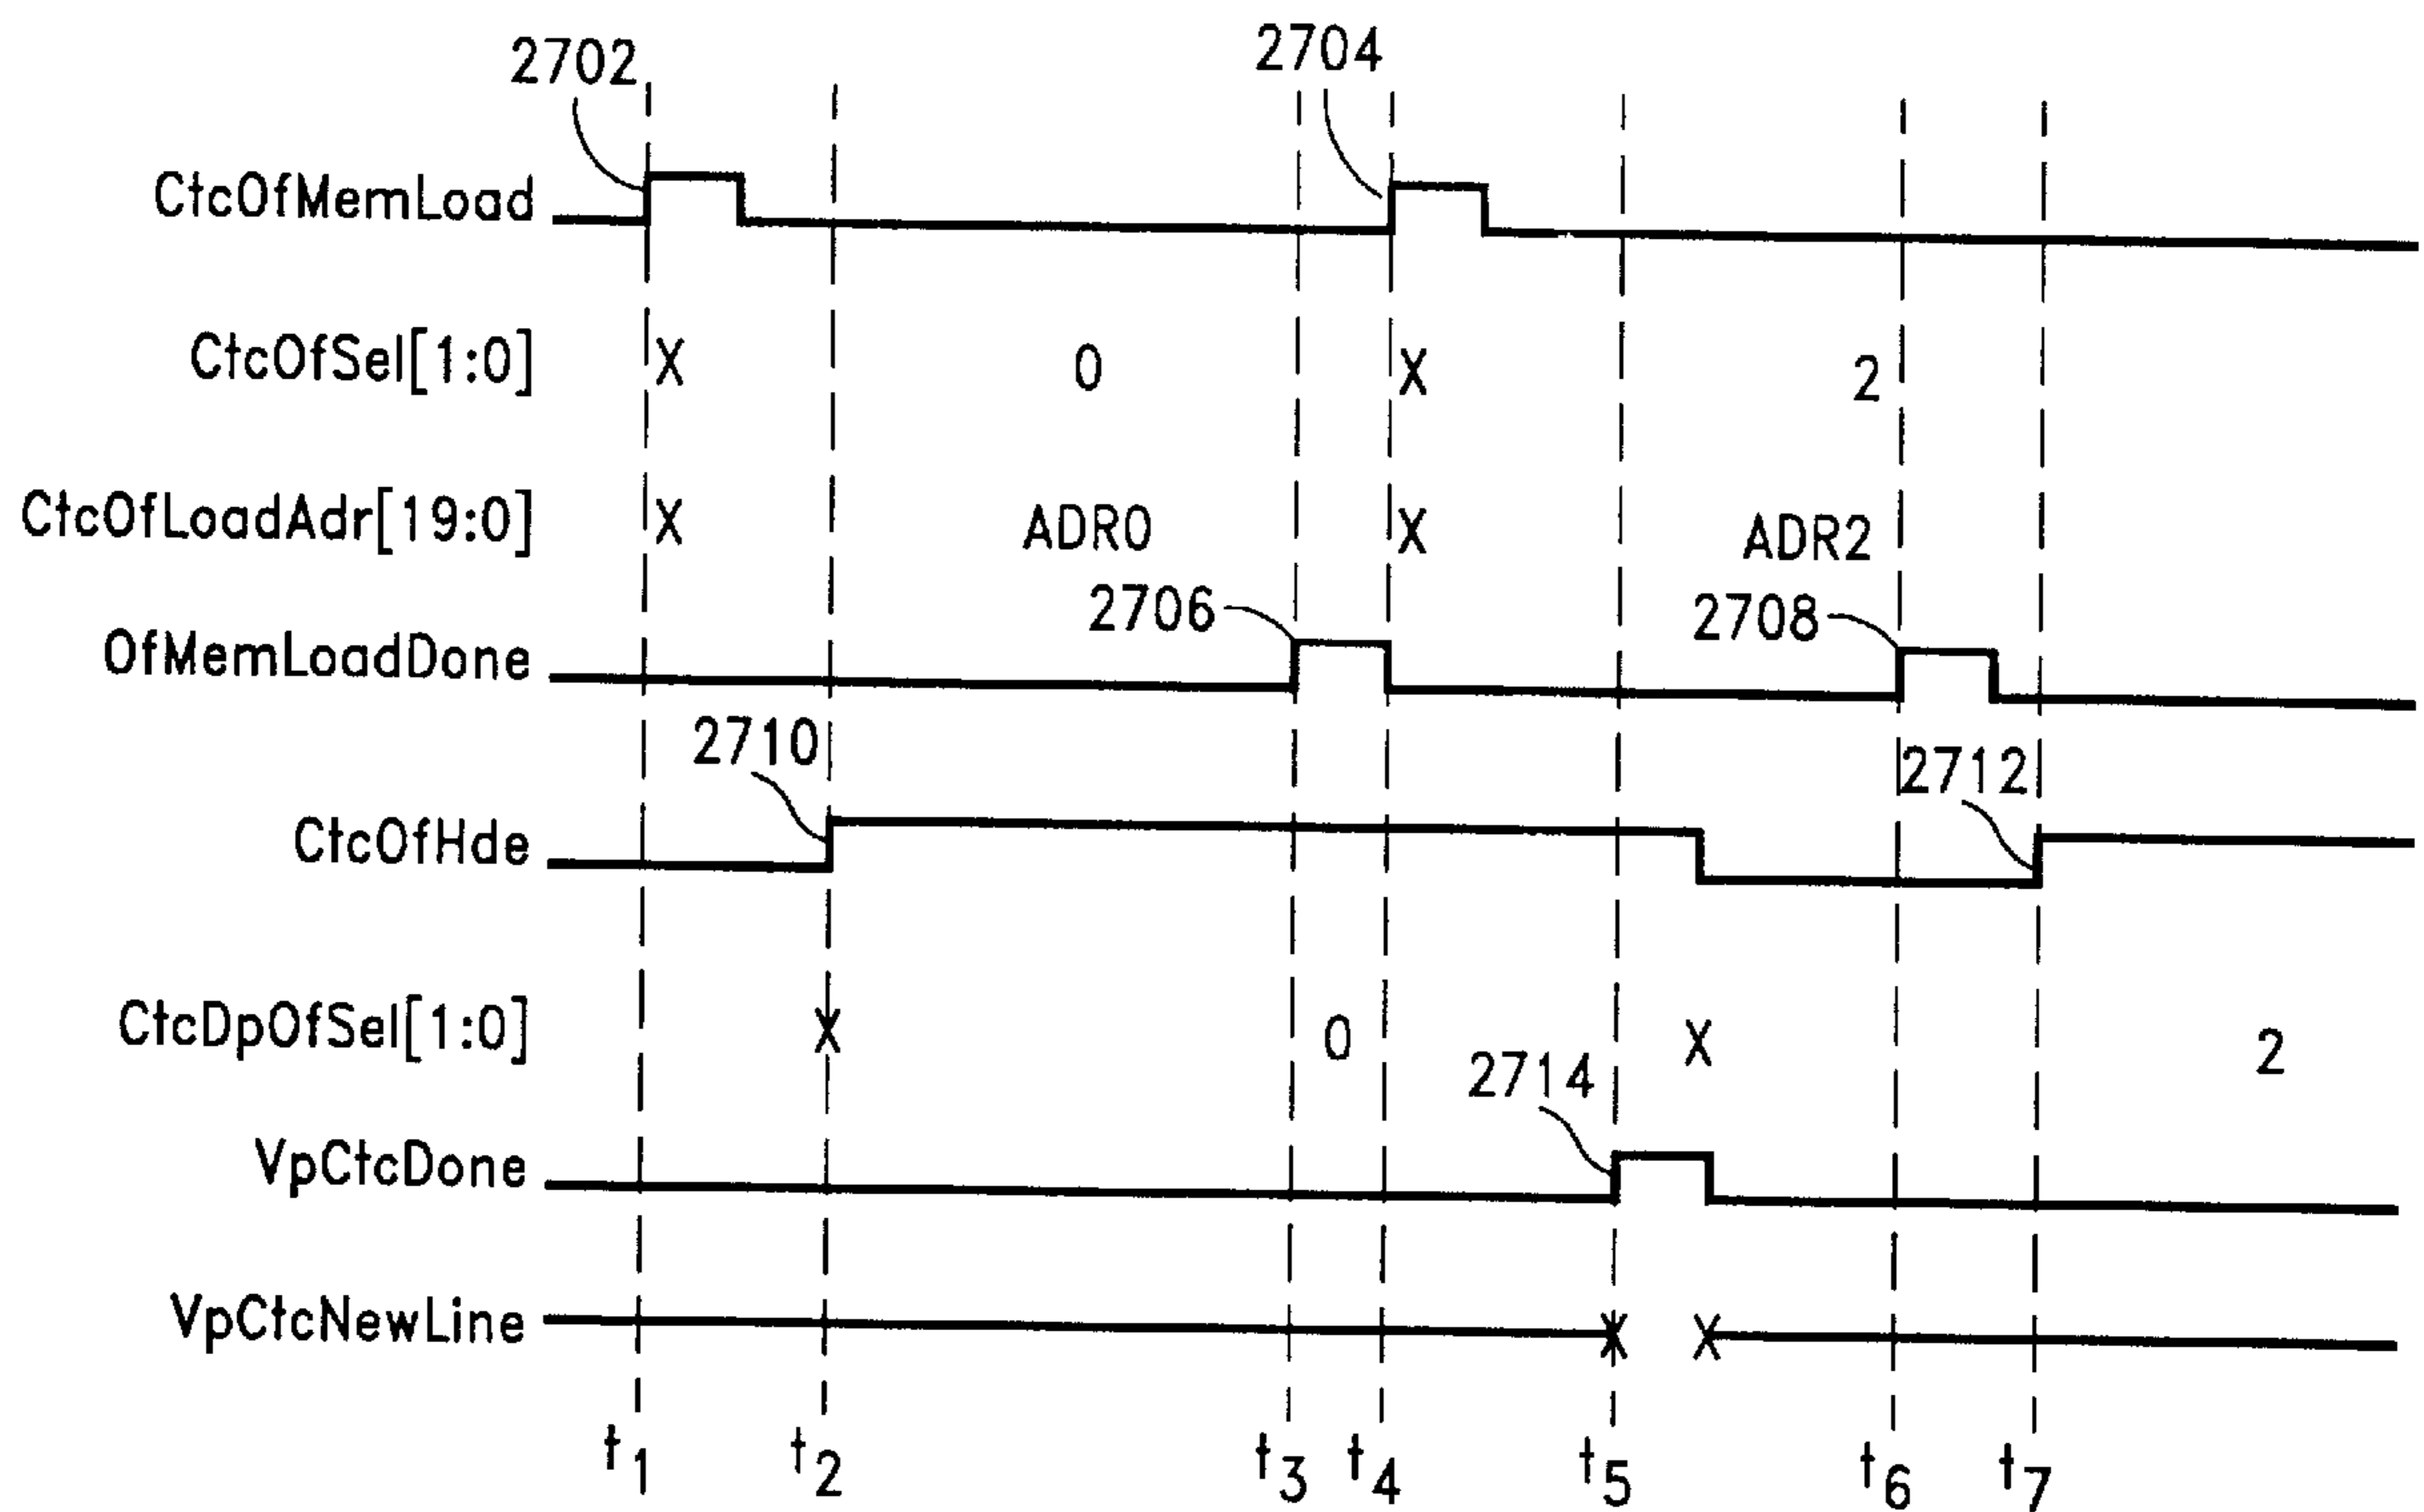 2702 2704
CtcOfMemLoad
CtcOfSel[1:0] X 0 X 2
CtcOfLoadAdr[19:0] X ADR0 X ADR2
2706 2708
OfMemLoadDone
2710 2712
CtcOfHde
CtcDpOfSel[1:0] X 0 X 2
2714
VpCtcDone
VpCtcNewLine X X
t1 t2 t3 t4 t5 t6 t7